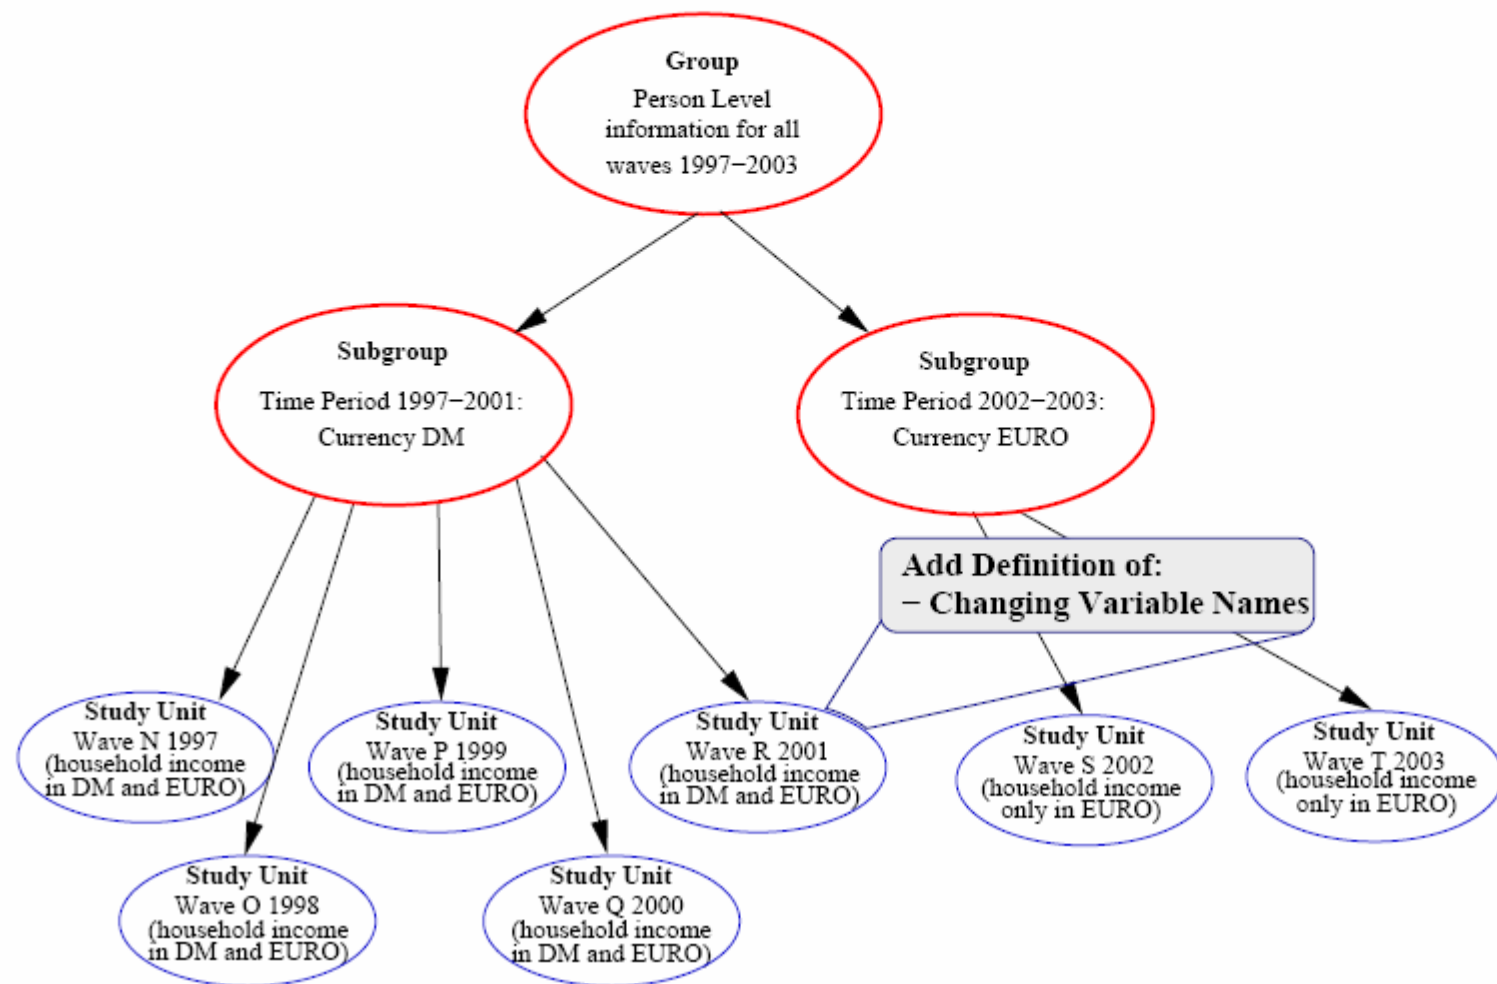 Group
Person Level
information for all
waves 1997−2003
Subgroup
Time Period 1997−2001:
Currency DM
Subgroup
Time Period 2002−2003:
Currency EURO
Add Definition of:
− Changing Variable Names
Study Unit
Wave N 1997
(household income
in DM and EURO)
Study Unit
Wave P 1999
(household income
in DM and EURO)
Study Unit
Wave R 2001
(household income
in DM and EURO)
Study Unit
Wave S 2002
(household income
only in EURO)
Study Unit
Wave T 2003
(household income
only in EURO)
Study Unit
Wave O 1998
(household income
in DM and EURO)
Study Unit
Wave Q 2000
(household income
in DM and EURO)